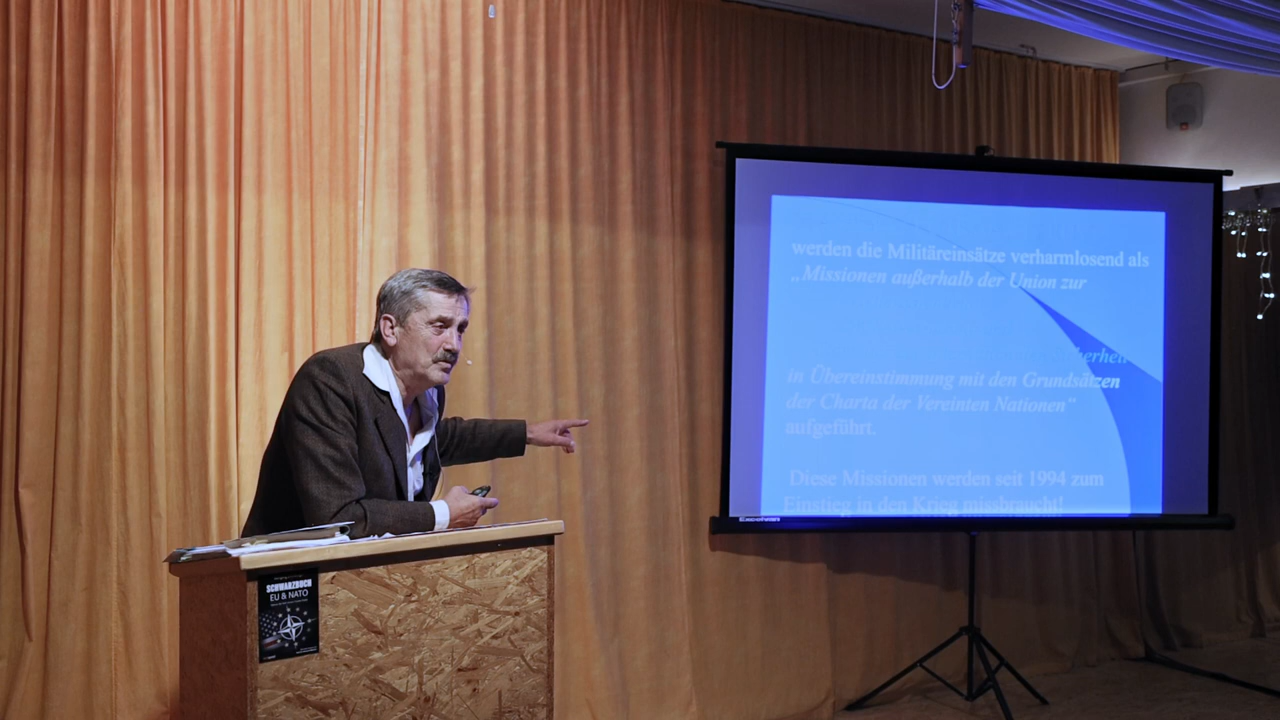 werden die Militäreinsätze verharmlosend als
„Missionen außerhalb der Union zur
in Übereinstimmung mit den Grundsätzen
der Charta der Vereinten Nationen“
aufgeführt.
Diese Missionen werden seit 1994 zum
Einstieg in den Krieg missbraucht!
SCHWARZBUCH
EU & NATO